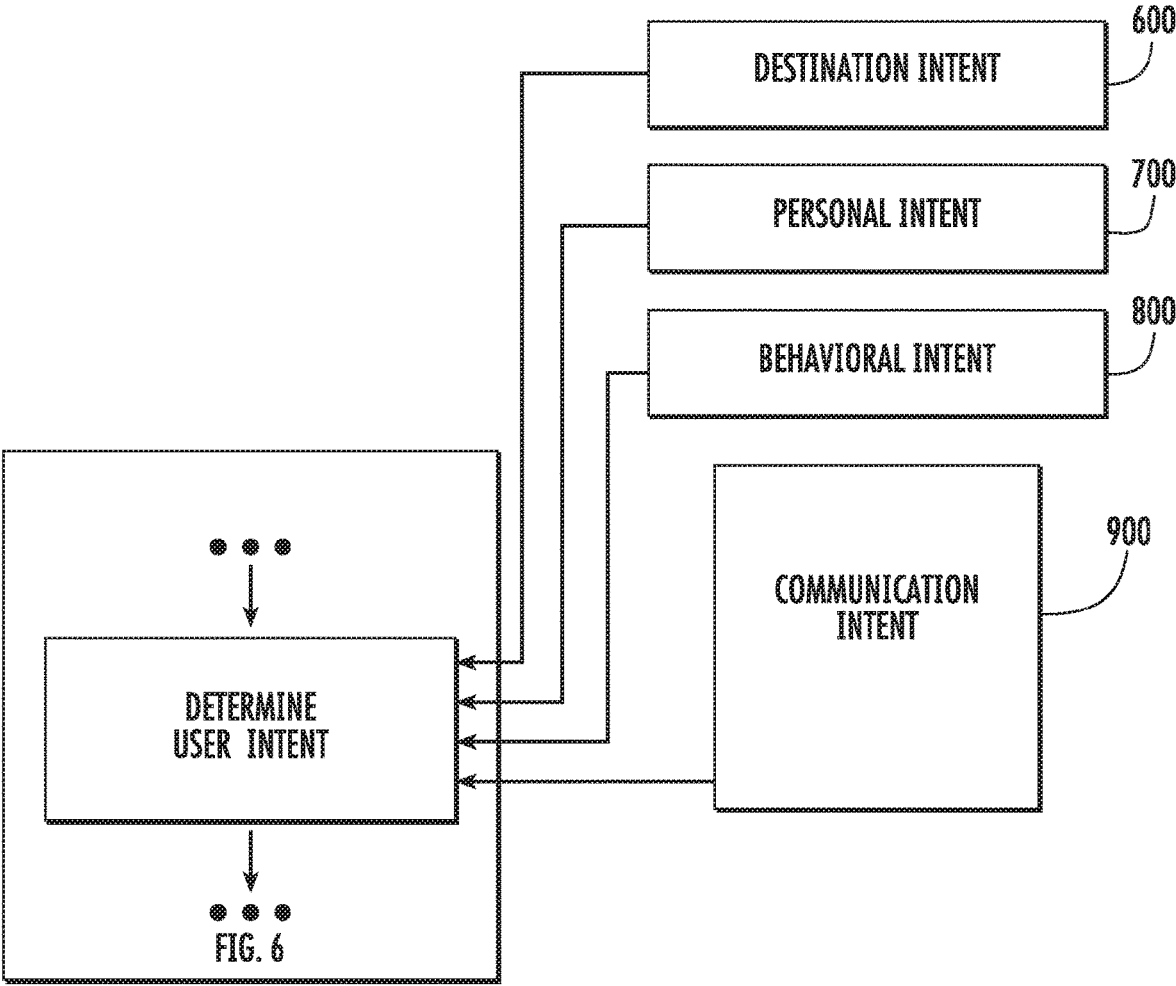 600
DESTINATION INTENT
700
PERSONAL INTENT
800
BEHAVIORAL INTENT
900
COMMUNICATION
INTENT
DETERMINE
USER INTENT
FIG. 6